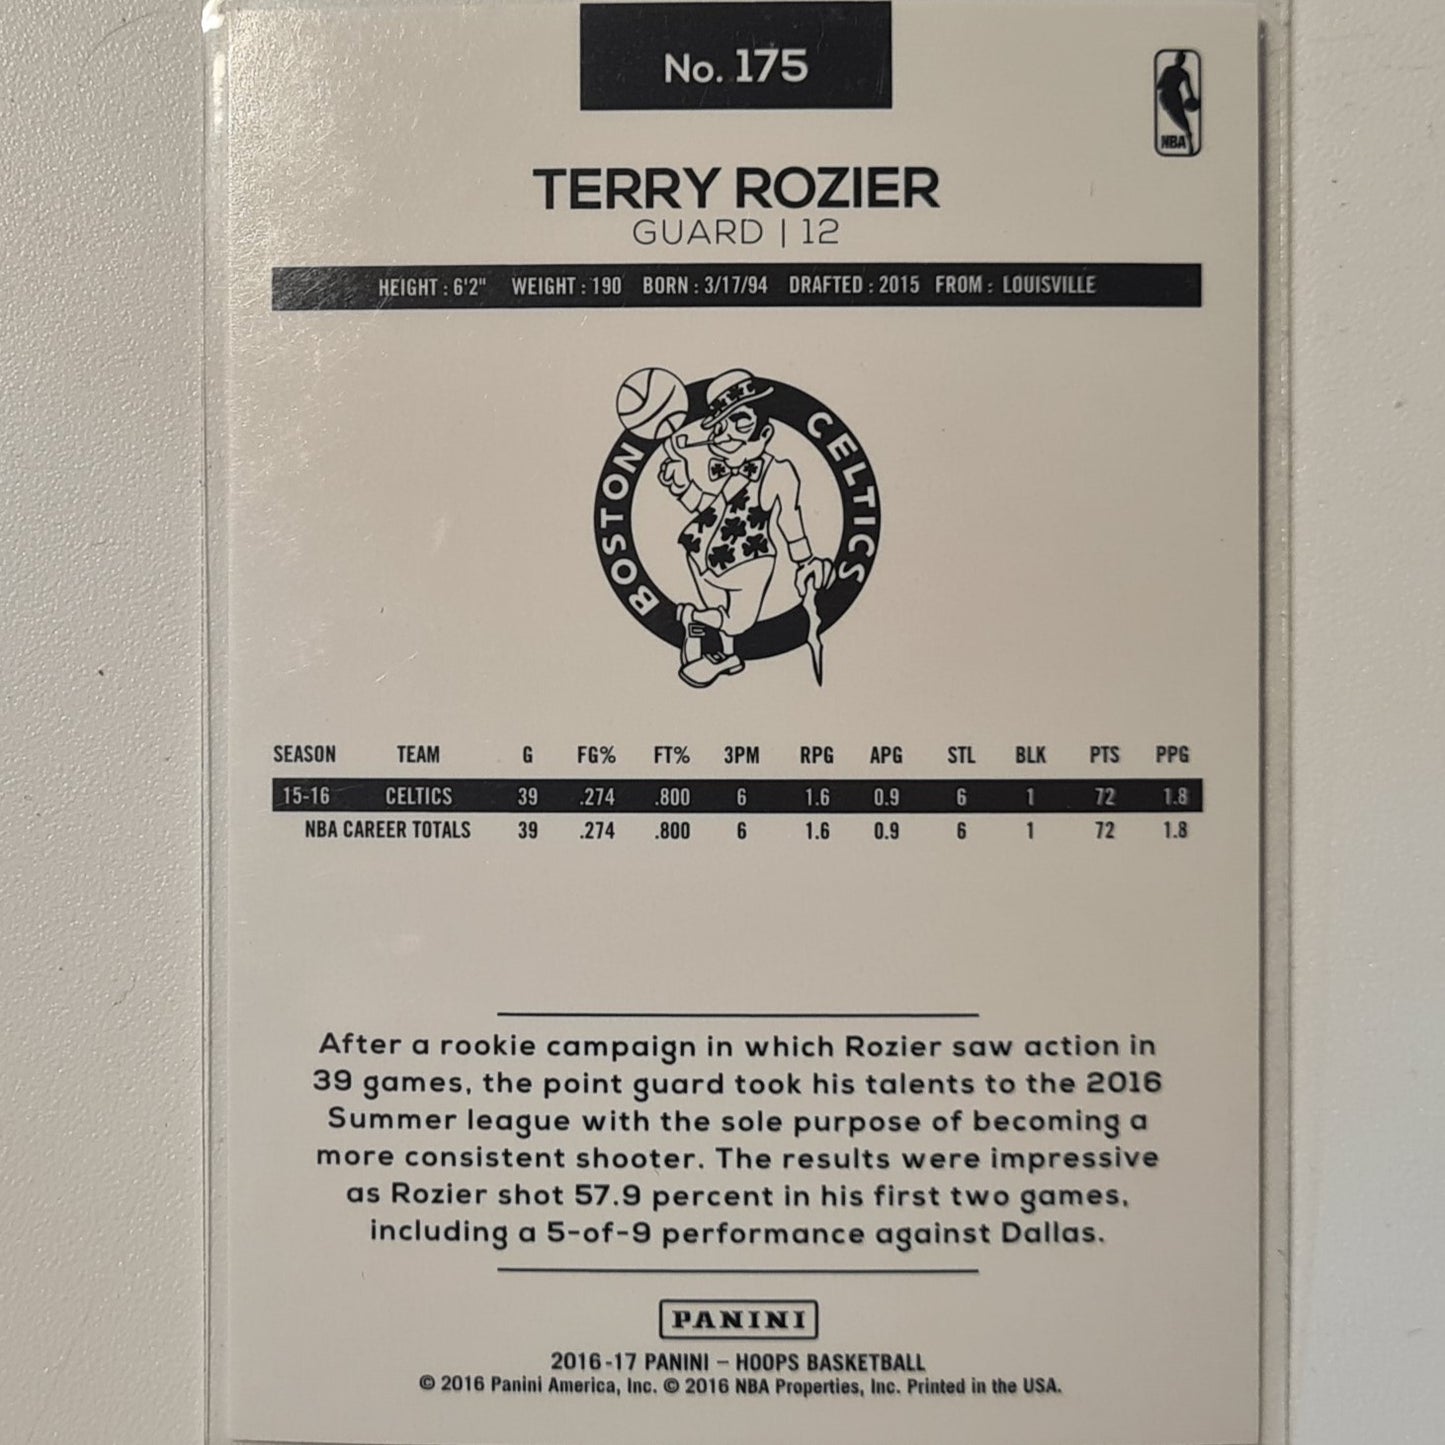 No. 175
NBA
TERRY ROZIER
GUARD | 12
HEIGHT : 6'2" WEIGHT : 190 BORN : 3/17/94 DRAFTED : 2015 FROM : LOUISVILLE
BOSTON CELTICS
SEASON TEAM G FG% FT% 3PM RPG APG STL BLK PTS PPG
15-16 CELTICS 39 .274 .800 6 1.6 0.9 6 1 72 1.8
NBA CAREER TOTALS 39 .274 .800 6 1.6 0.9 6 1 72 1.8
After a rookie campaign in which Rozier saw action in
39 games, the point guard took his talents to the 2016
Summer league with the sole purpose of becoming a
more consistent shooter. The results were impressive
as Rozier shot 57.9 percent in his first two games,
including a 5-of-9 performance against Dallas.
PANINI
2016-17 PANINI – HOOPS BASKETBALL
© 2016 Panini America, Inc. © 2016 NBA Properties, Inc. Printed in the USA.